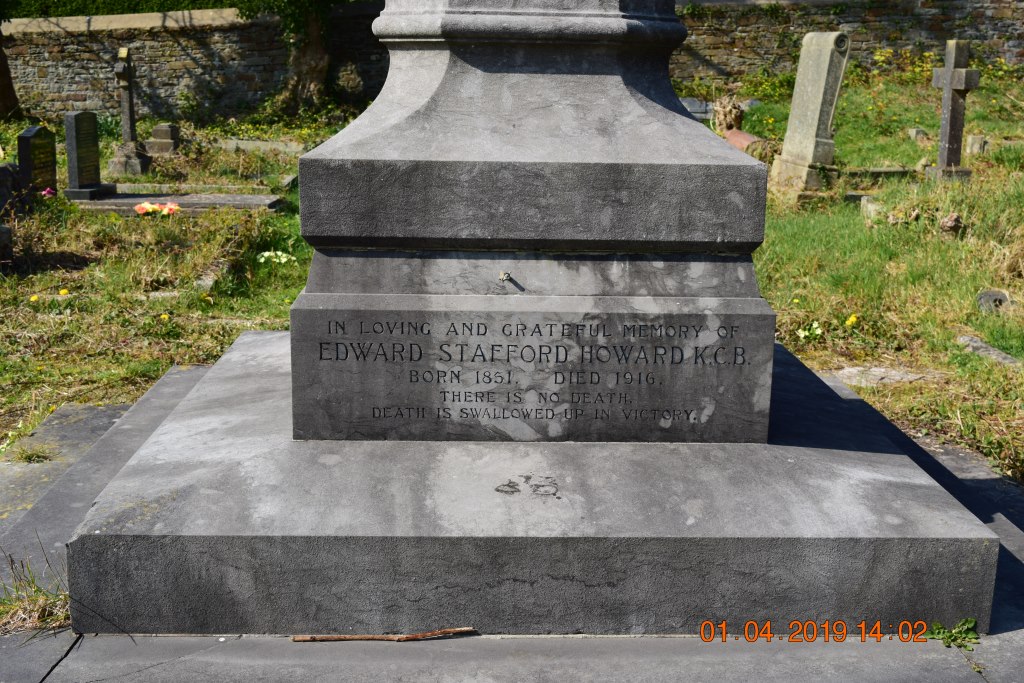 IN LOVING AND GRATEFUL MEMORY OF
EDWARD STAFFORD HOWARD K.C.B.
BORN 1851. DIED 1916.
THERE IS NO DEATH.
DEATH IS SWALLOWED UP IN VICTORY.
01.04.2019 14:02